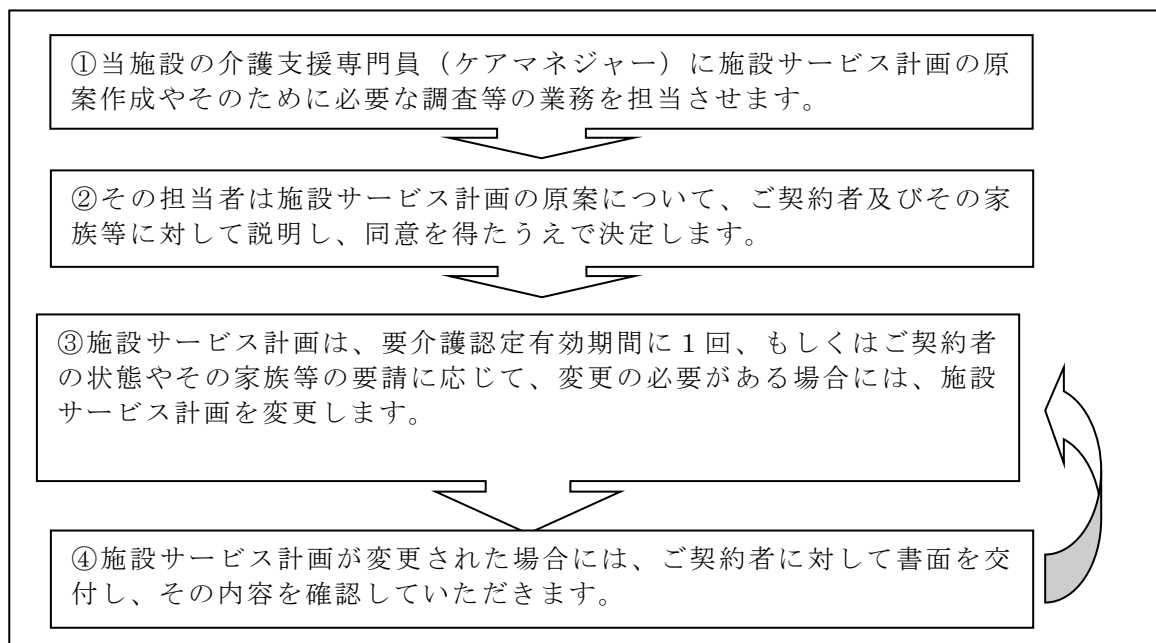 ①当施設の介護支援専門員（ケアマネジャー）に施設サービス計画の原
案作成やそのために必要な調査等の業務を担当させます。
②その担当者は施設サービス計画の原案について、ご契約者及びその家
族等に対して説明し、同意を得たうえで決定します。
③施設サービス計画は、要介護認定有効期間に１回、もしくはご契約者
の状態やその家族等の要請に応じて、変更の必要がある場合には、施設
サービス計画を変更します。
④施設サービス計画が変更された場合には、ご契約者に対して書面を交
付し、その内容を確認していただきます。